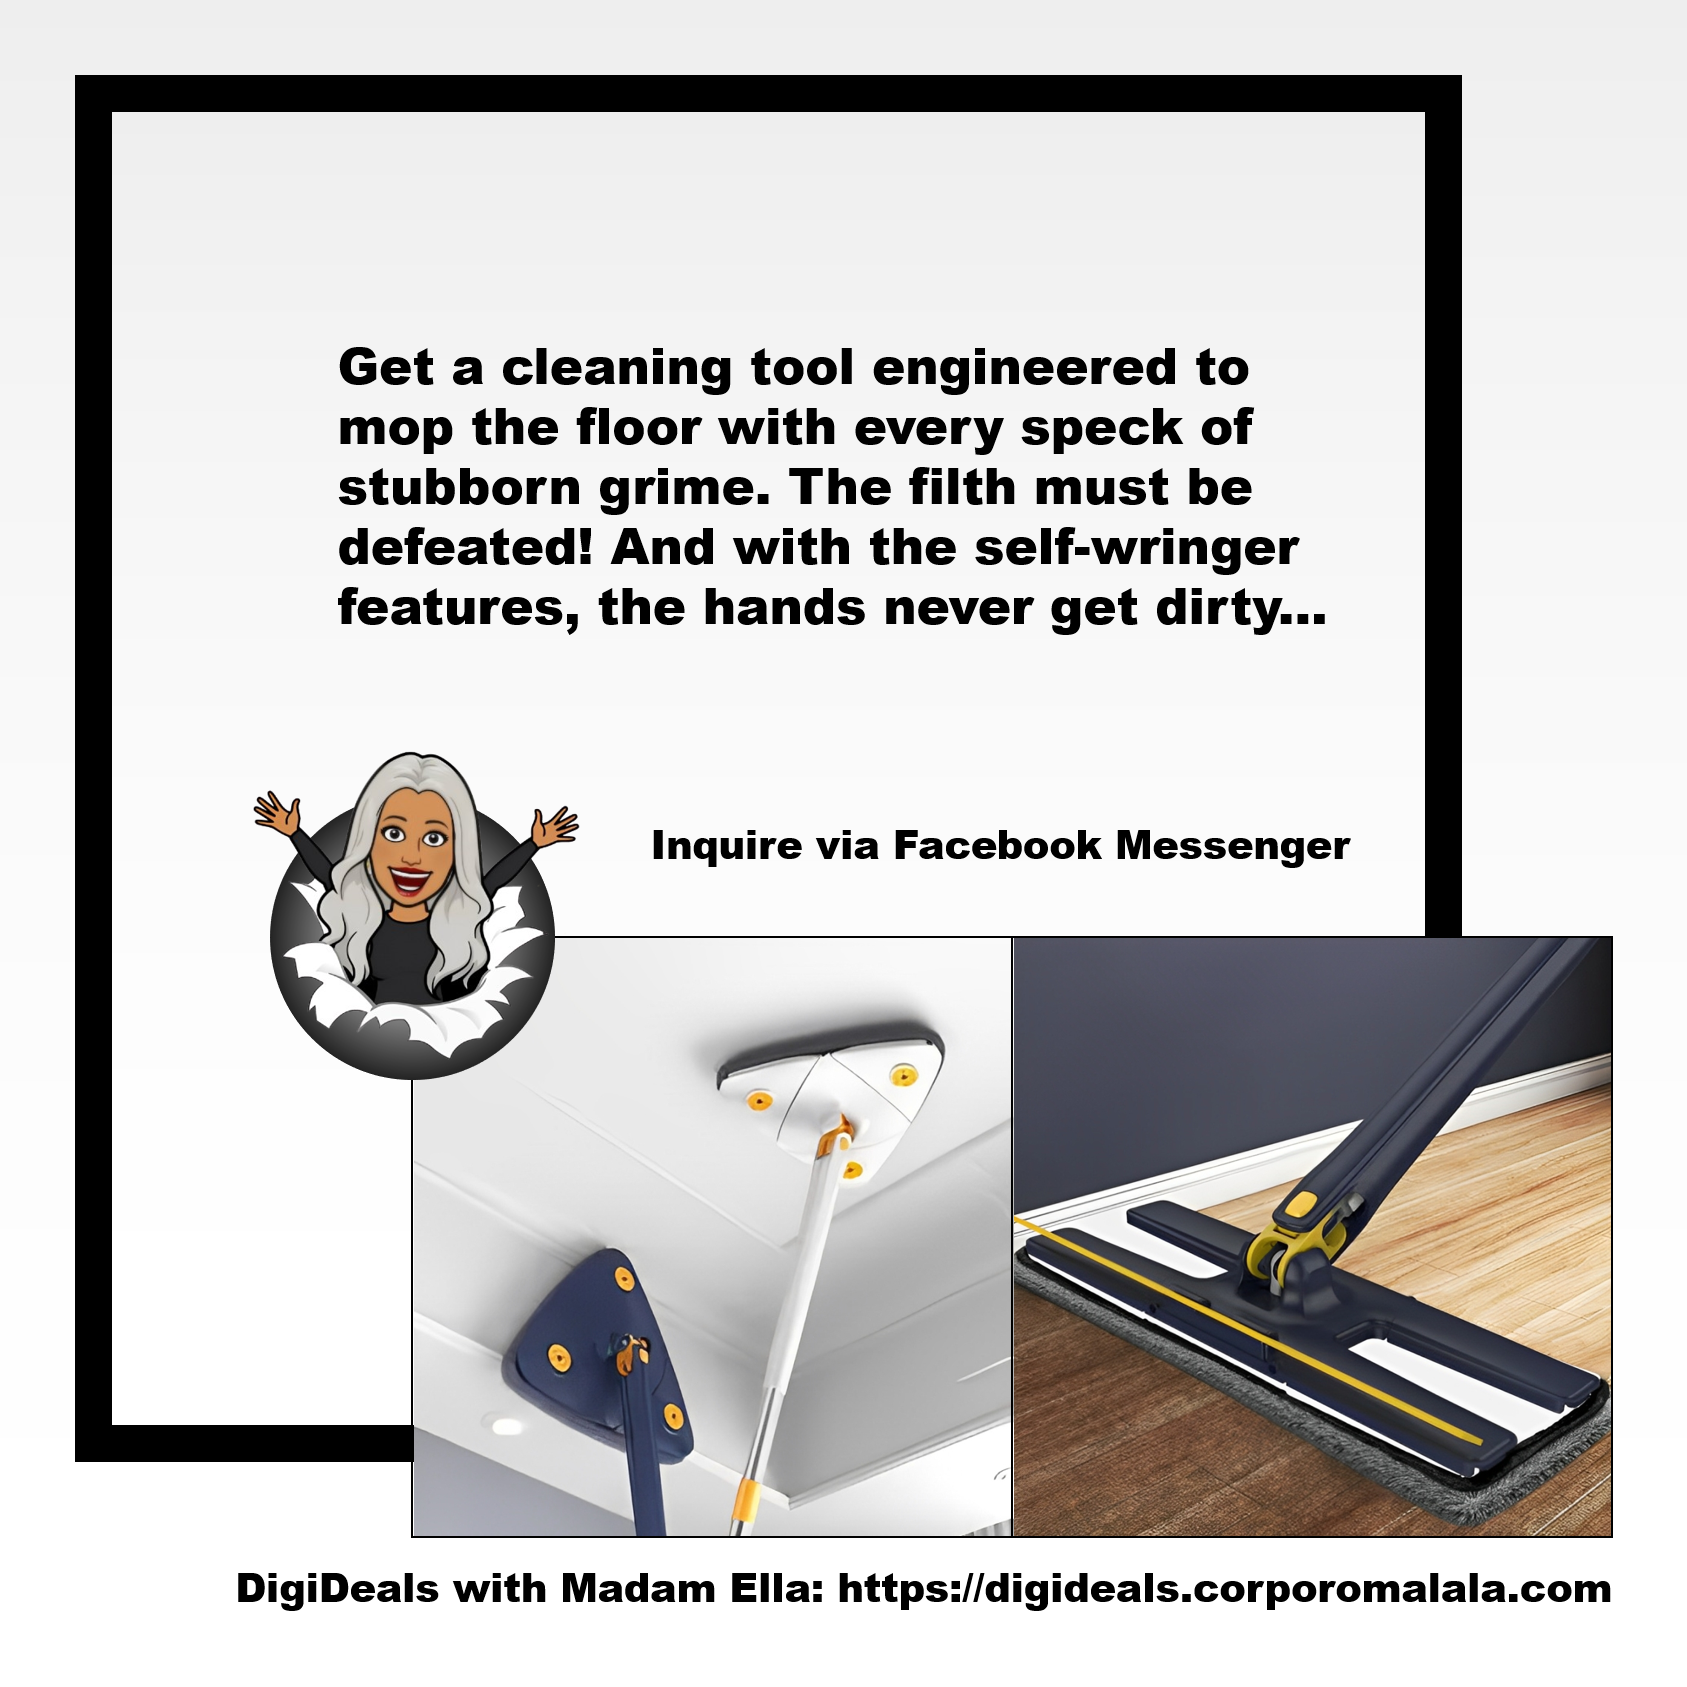 Get a cleaning tool engineered to
mop the floor with every speck of
stubborn grime. The filth must be
defeated! And with the self-wringer
features, the hands never get dirty...
Inquire via Facebook Messenger
DigiDeals with Madam Ella: https://digideals.corporomalala.com